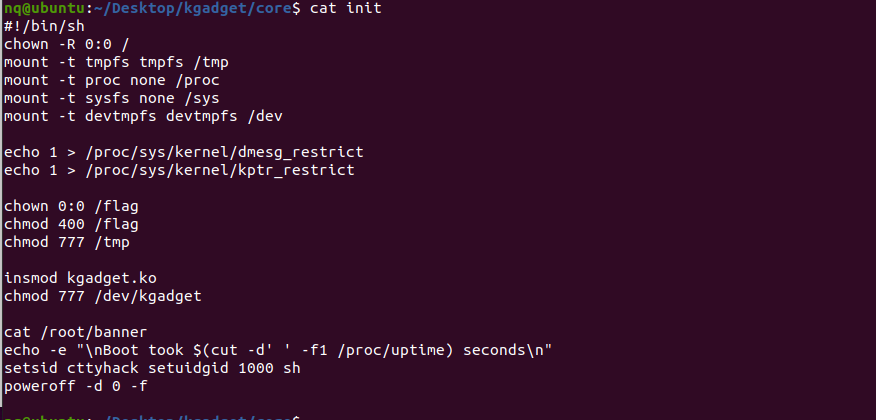 nq@ubuntu:~/Desktop/kgadget/core$ cat init
#!/bin/sh
chown -R 0:0 /
mount -t tmpfs tmpfs /tmp
mount -t proc none /proc
mount -t sysfs none /sys
mount -t devtmpfs devtmpfs /dev
echo 1 > /proc/sys/kernel/dmesg_restrict
echo 1 > /proc/sys/kernel/kptr_restrict
chown 0:0 /flag
chmod 400 /flag
chmod 777 /tmp
insmod kgadget.ko
chmod 777 /dev/kgadget
cat /root/banner
echo -e "\nBoot took $(cut -d' ' -f1 /proc/uptime) seconds\n"
setsid cttyhack setuidgid 1000 sh
poweroff -d 0 -f
nq@ubuntu:~/Desktop/kgadget/core$